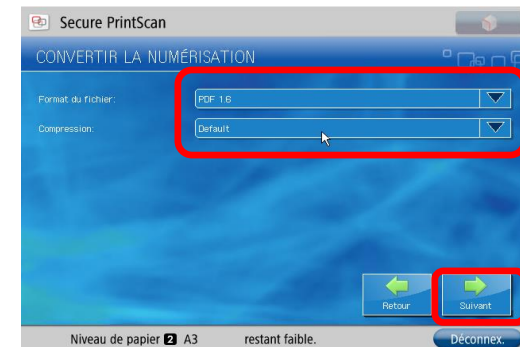 Secure PrintScan
CONVERTIR LA NUMÉRISATION
Format du fichier: PDF 1.6
Compression: Default
Retour Suivant
Niveau de papier 2 A3 restant faible. Déconnex.